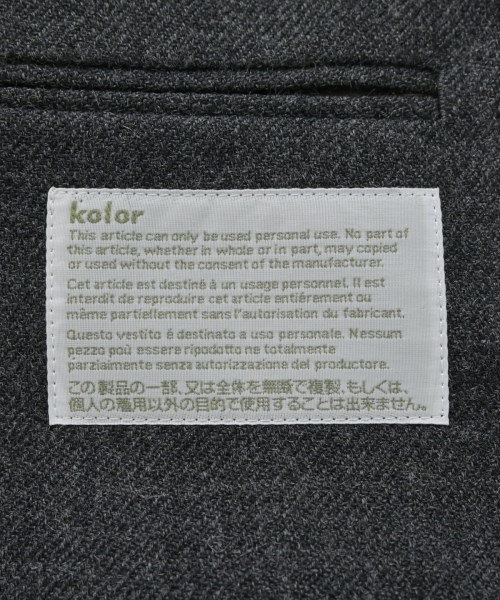 kolor
This article can only be used personal use. No part of
this article, whether in whole or in part, may copied
or used without the consent of the manufacturer.
Cet article est destiné à un usage personnel. Il est
interdit de reproduire cet article entiérement ou
même partiellement sans l'autorisation du fabricant.
Questo vestito é destinato a uso personale. Nessum
pezzo poù essere ripodotto ne totalmente
parziaimente senza autorizzazione del produttore.
この製品の一部、又は全体を無断で複製、もしくは、
個人の着用以外の目的で使用することは出来ません。